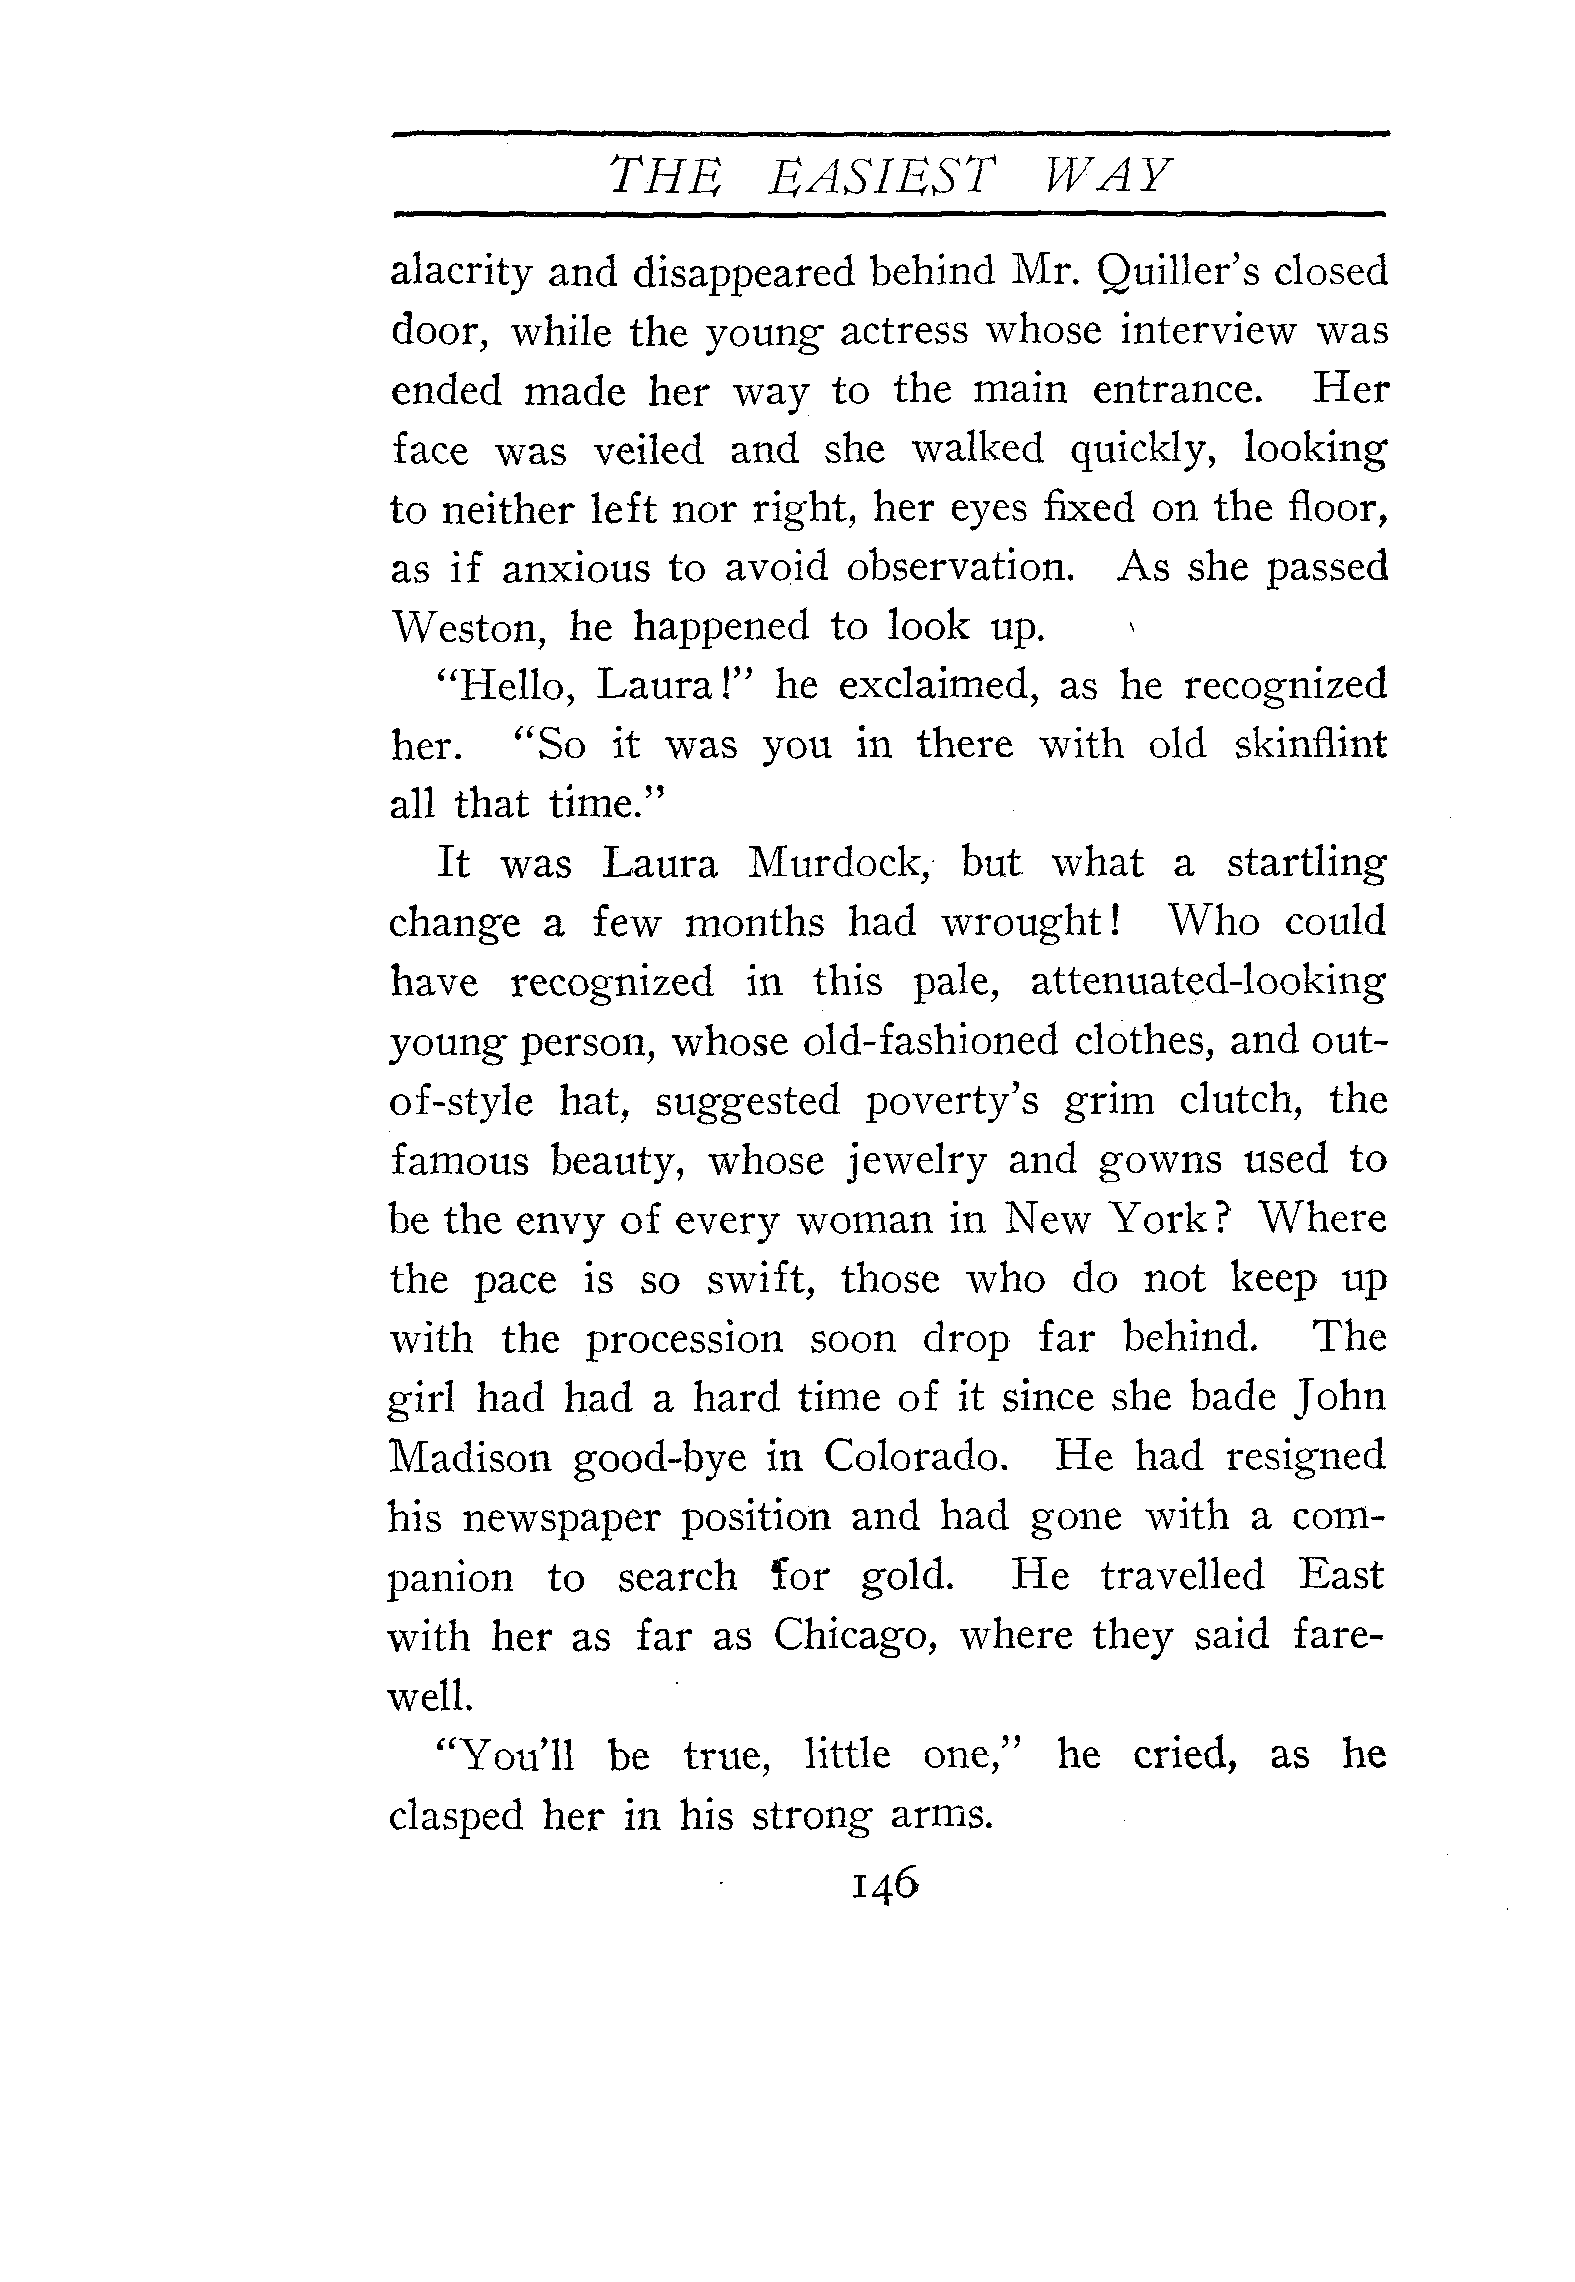 THE EASIEST WAY
alacrity and disappeared behind Mr. Quiller's closed
door, while the young actress whose interview was
ended made her way to the main entrance. Her
face was veiled and she walked quickly, looking
to neither left nor right, her eyes fixed on the floor,
as if anxious to avoid observation. As she passed
Weston, he happened to look up.
"Hello, Laura!" he exclaimed, as he recognized
her. "So it was you in there with old skinflint
all that time."
It was Laura Murdock, but what a startling
change a few months had wrought! Who could
have recognized in this pale, attenuated-looking
young person, whose old-fashioned clothes, and out-
of-style hat, suggested poverty's grim clutch, the
famous beauty, whose jewelry and gowns used to
be the envy of every woman in New York? Where
the pace is so swift, those who do not keep up
with the procession soon drop far behind. The
girl had had a hard time of it since she bade John
Madison good-bye in Colorado. He had resigned
his newspaper position and had gone with a com-
panion to search for gold. He travelled East
with her as far as Chicago, where they said fare-
well.
"You'll be true, little one," he cried, as he
clasped her in his strong arms.
146